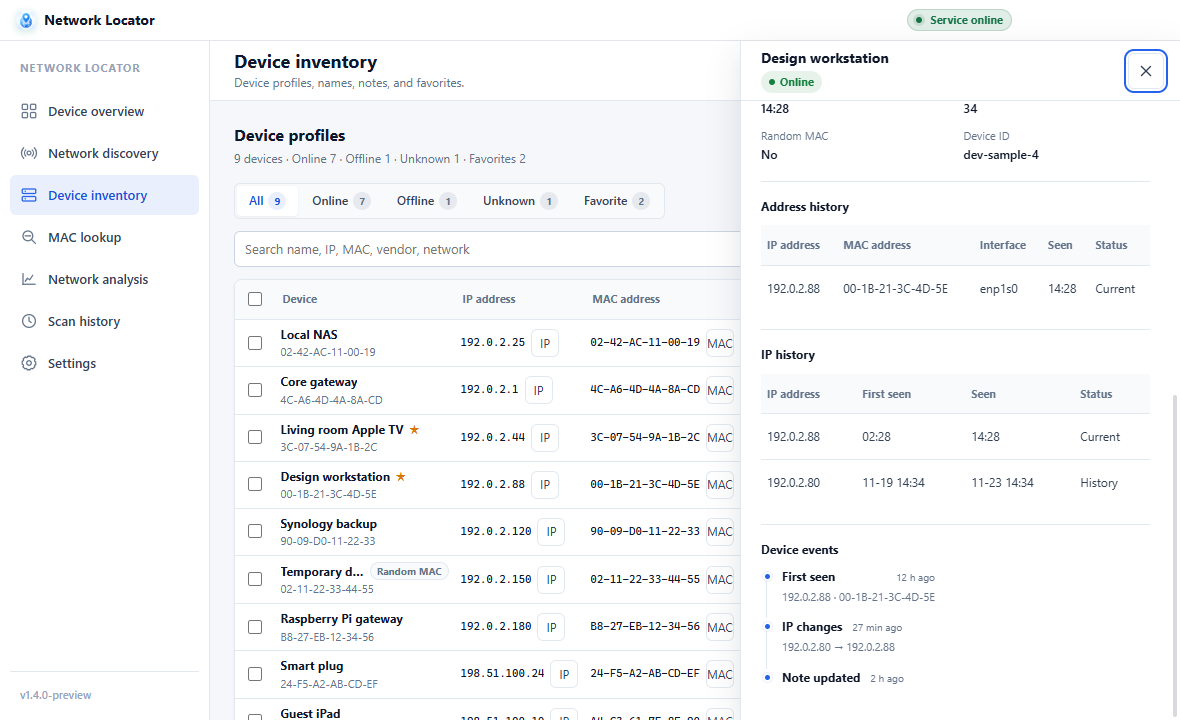 Network Locator
Service online
NETWORK LOCATOR
Device overview
Network discovery
Device inventory
MAC lookup
Network analysis
Scan history
Settings
v1.4.0-preview
Device inventory
Device profiles, names, notes, and favorites.
Device profiles
9 devices · Online 7 · Offline 1 · Unknown 1 · Favorites 2
All 9 Online 7 Offline 1 Unknown 1 Favorite 2
Search name, IP, MAC, vendor, network
Device IP address MAC address
Local NAS
02-42-AC-11-00-19
192.0.2.25 IP 02-42-AC-11-00-19 MAC
Core gateway
4C-A6-4D-4A-8A-CD
192.0.2.1 IP 4C-A6-4D-4A-8A-CD MAC
Living room Apple TV ★
3C-07-54-9A-1B-2C
192.0.2.44 IP 3C-07-54-9A-1B-2C MAC
Design workstation ★
00-1B-21-3C-4D-5E
192.0.2.88 IP 00-1B-21-3C-4D-5E MAC
Synology backup
90-09-D0-11-22-33
192.0.2.120 IP 90-09-D0-11-22-33 MAC
Temporary d... Random MAC
02-11-22-33-44-55
192.0.2.150 IP 02-11-22-33-44-55 MAC
Raspberry Pi gateway
B8-27-EB-12-34-56
192.0.2.180 IP B8-27-EB-12-34-56 MAC
Smart plug
24-F5-A2-AB-CD-EF
198.51.100.24 IP 24-F5-A2-AB-CD-EF MAC
Guest iPad
Design workstation
Online
14:28 34
Random MAC Device ID
No dev-sample-4
Address history
IP address MAC address Interface Seen Status
192.0.2.88 00-1B-21-3C-4D-5E enp1s0 14:28 Current
IP history
IP address First seen Seen Status
192.0.2.88 02:28 14:28 Current
192.0.2.80 11-19 14:34 11-23 14:34 History
Device events
First seen 12 h ago
192.0.2.88 · 00-1B-21-3C-4D-5E
IP changes 27 min ago
192.0.2.80 → 192.0.2.88
Note updated 2 h ago